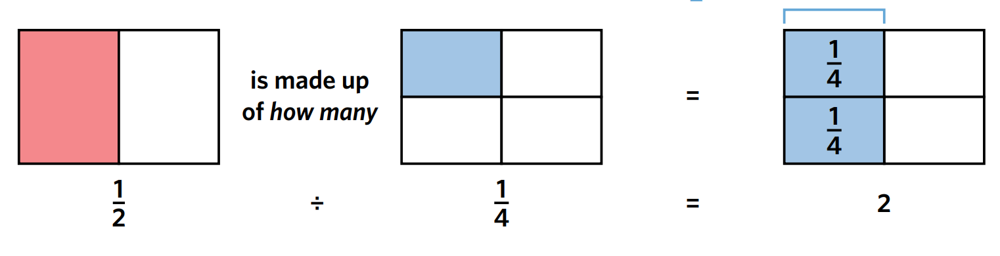 is made up
of how many
=
1/4
1/4
1/2 ÷ 1/4 = 2